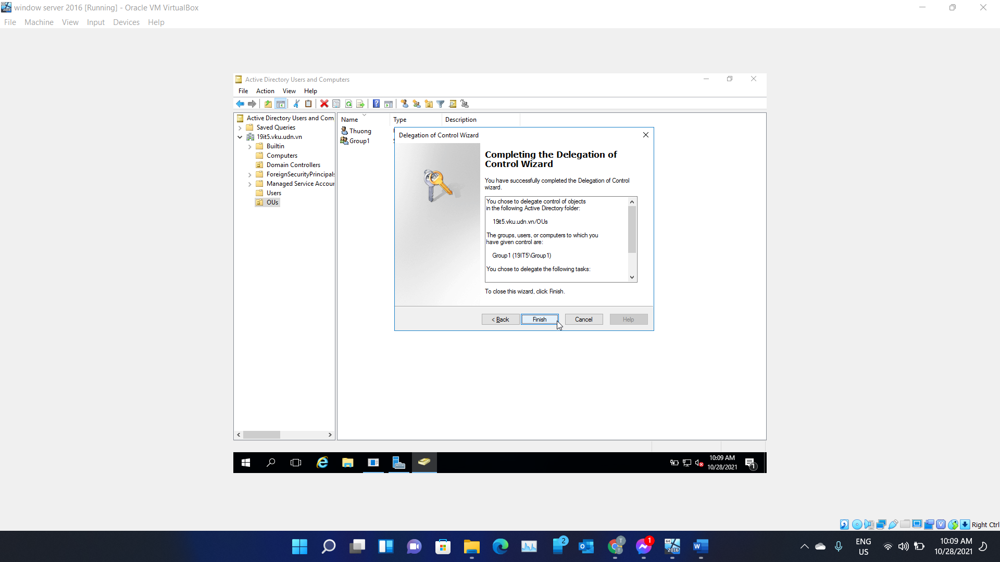 window server 2016 [Running] - Oracle VM VirtualBox
File Machine View Input Devices Help
Active Directory Users and Computers
File Action View Help
Active Directory Users and Com
Saved Queries
19it5.vku.udn.vn
Builtin
Computers
Domain Controllers
ForeignSecurityPrincipals
Managed Service Accour
Users
OUs
Name Type Description
Thuong
Group1
Delegation of Control Wizard
Completing the Delegation of
Control Wizard
You have successfully completed the Delegation of Control
wizard.
You chose to delegate control of objects
in the following Active Directory folder:
19it5.vku.udn.vn/OUs
The groups, users, or computers to which you
have given control are:
Group1 (19IT5\Group1)
You chose to delegate the following tasks:
To close this wizard, click Finish.
< Back Finish Cancel Help
10:09 AM
10/28/2021
1
Right Ctrl
2
1
64
2016
ENG
US
10:09 AM
10/28/2021